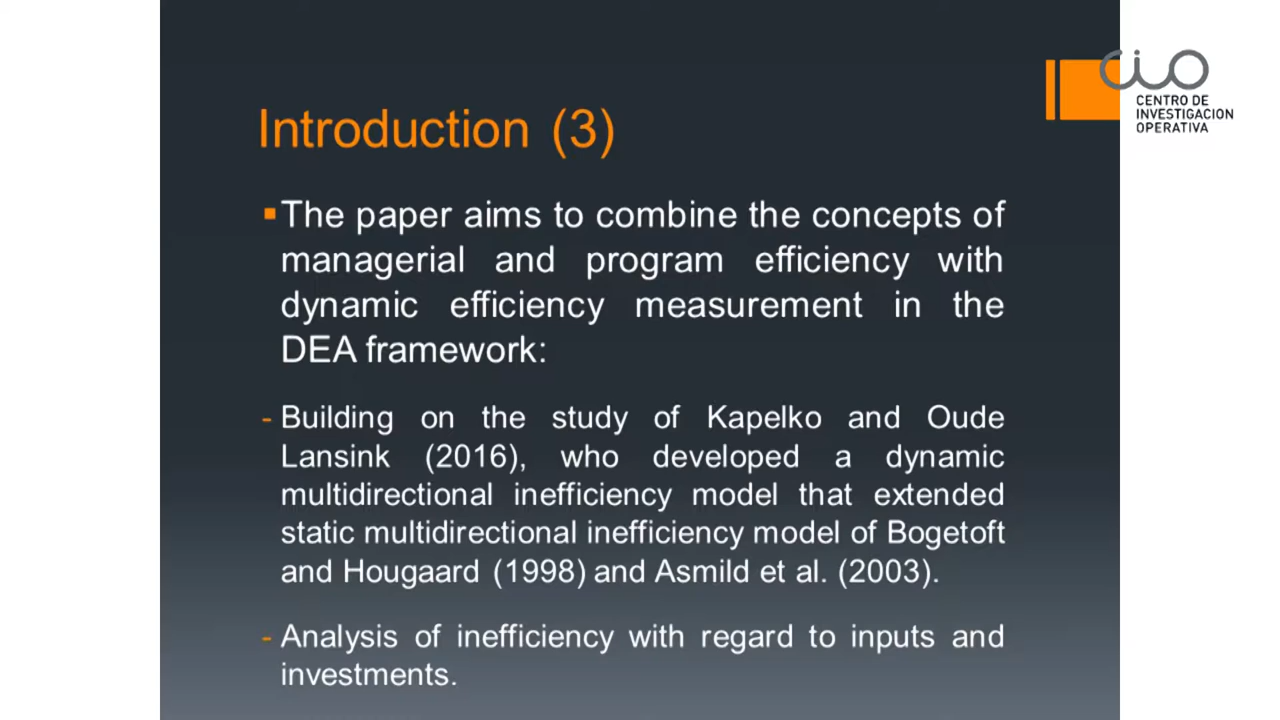 cio
CENTRO DE
INVESTIGACION
OPERATIVA
Introduction (3)
▪The paper aims to combine the concepts of
managerial and program efficiency with
dynamic efficiency measurement in the
DEA framework:
- Building on the study of Kapelko and Oude
Lansink (2016), who developed a dynamic
multidirectional inefficiency model that extended
static multidirectional inefficiency model of Bogetoft
and Hougaard (1998) and Asmild et al. (2003).
- Analysis of inefficiency with regard to inputs and
investments.